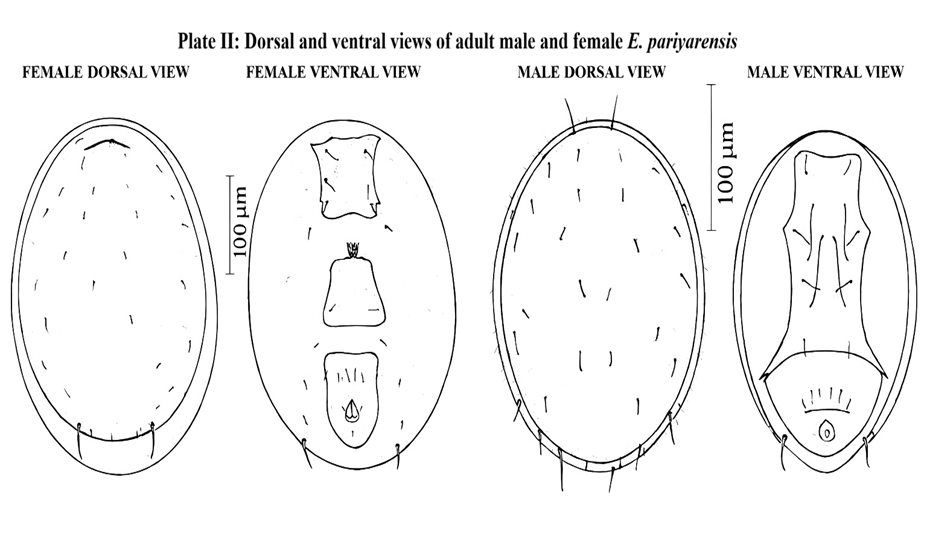 Plate II: Dorsal and ventral views of adult male and female E. pariyarensis
FEMALE DORSAL VIEW
FEMALE VENTRAL VIEW
MALE DORSAL VIEW
MALE VENTRAL VIEW
100 µm
100 µm